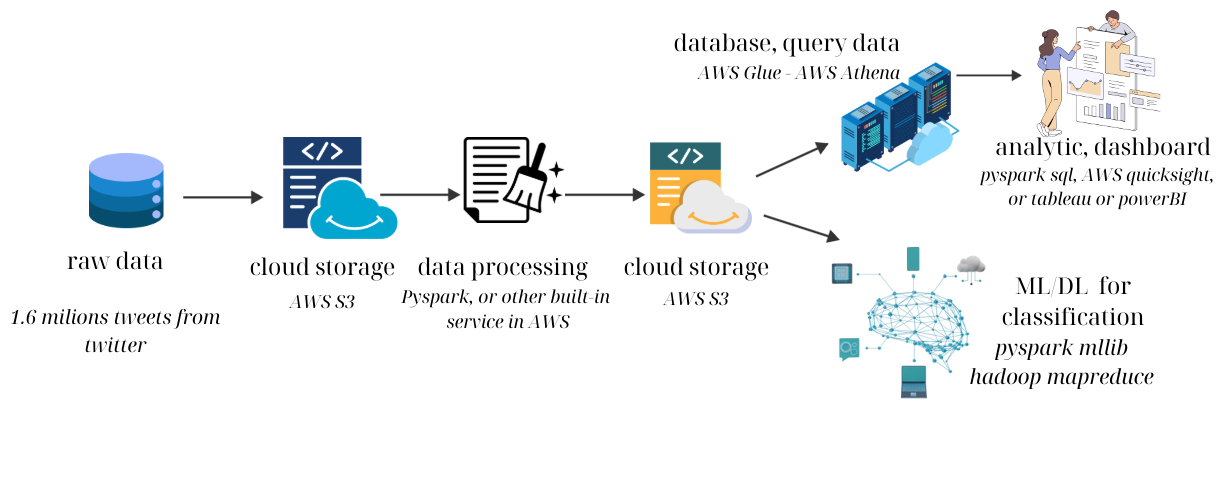 raw data
1.6 milions tweets from
twitter
</>
cloud storage
AWS S3
data processing
Pyspark, or other built-in
service in AWS
</>
cloud storage
AWS S3
database, query data
AWS Glue - AWS Athena
analytic, dashboard
pyspark sql, AWS quicksight,
or tableau or powerBI
ML/DL for
classification
pyspark mllib
hadoop mapreduce